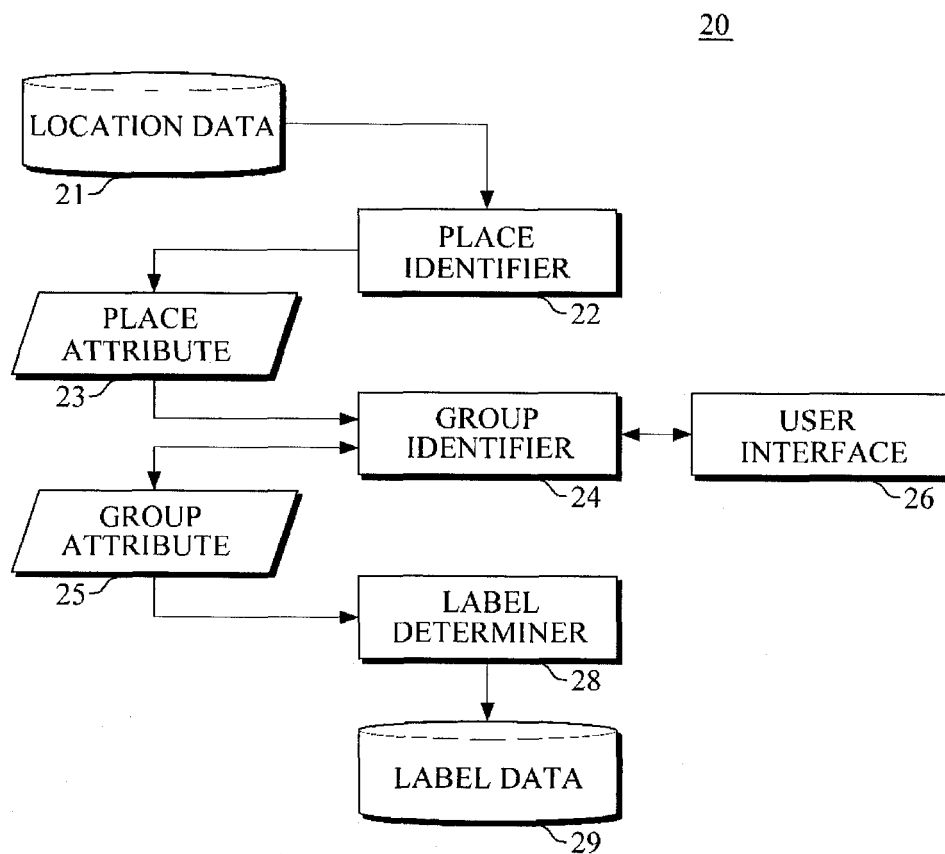 20
LOCATION DATA
21
PLACE
IDENTIFIER
22
PLACE
ATTRIBUTE
23
GROUP
IDENTIFIER
24
USER
INTERFACE
26
GROUP
ATTRIBUTE
25
LABEL
DETERMINER
28
LABEL DATA
29